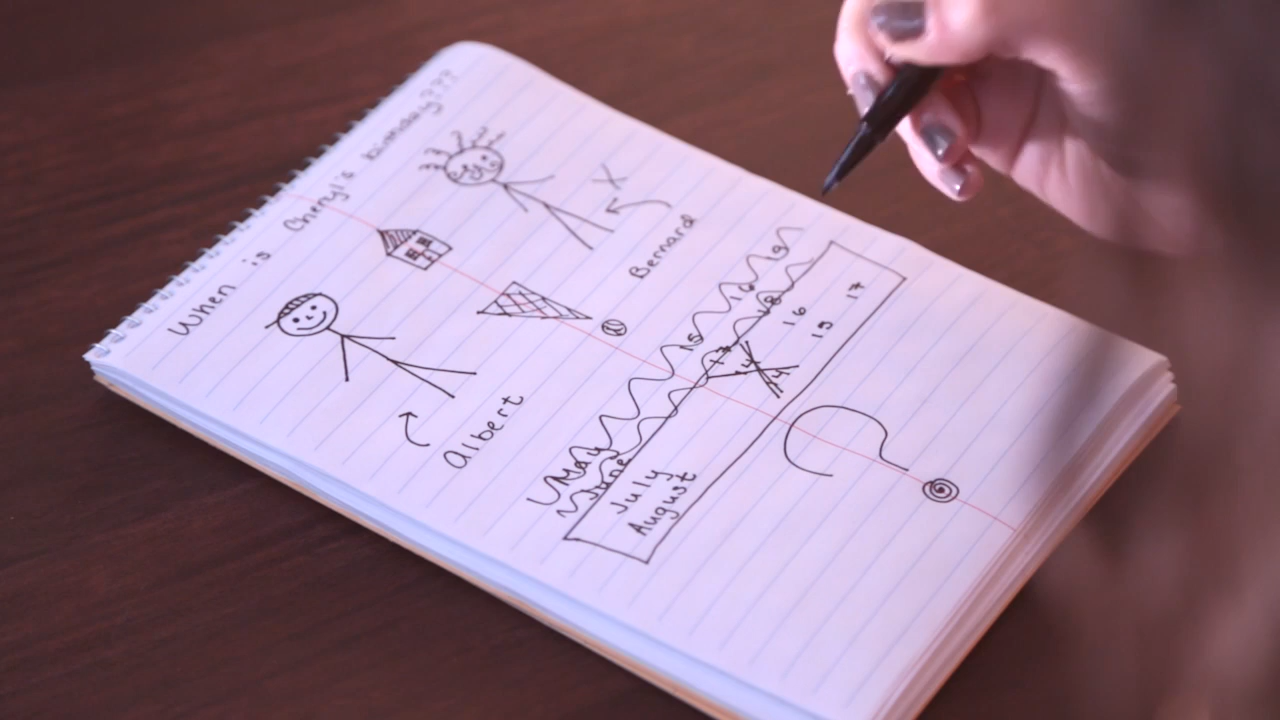 When is Cheryl's birthday???
Albert
Bernard
May 15 16 19
June 17 18
July 14 16
August 14 15 17